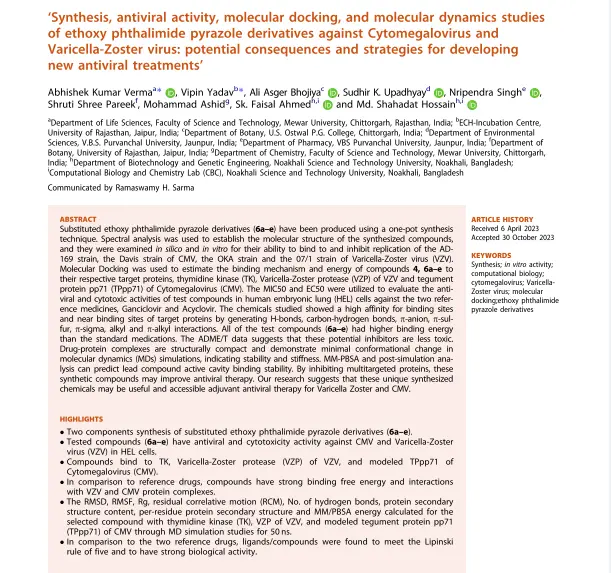 'Synthesis, antiviral activity, molecular docking, and molecular dynamics studies
of ethoxy phthalimide pyrazole derivatives against Cytomegalovirus and
Varicella-Zoster virus: potential consequences and strategies for developing
new antiviral treatments'
Abhishek Kumar Verma^a*, Vipin Yadav^b*, Ali Asger Bhojiya^c, Sudhir K. Upadhyay^d, Nripendra Singh^e,
Shruti Shree Pareek^f, Mohammad Ashid^g, Sk. Faisal Ahmed^h,i and Md. Shahadat Hossain^h,i
^aDepartment of Life Sciences, Faculty of Science and Technology, Mewar University, Chittorgarh, Rajasthan, India; ^bECH-Incubation Centre,
University of Rajasthan, Jaipur, India; ^cDepartment of Botany, U.S. Ostwal P.G. College, Chittorgarh, India; ^dDepartment of Environmental
Sciences, V.B.S. Purvanchal University, Jaunpur, India; ^eDepartment of Pharmacy, VBS Purvanchal University, Jaunpur, India; ^fDepartment of
Botany, University of Rajasthan, Jaipur, India; ^gDepartment of Chemistry, Faculty of Science and Technology, Mewar University, Chittorgarh,
India; ^hDepartment of Biotechnology and Genetic Engineering, Noakhali Science and Technology University, Noakhali, Bangladesh;
^iComputational Biology and Chemistry Lab (CBC), Noakhali Science and Technology University, Noakhali, Bangladesh
Communicated by Ramaswamy H. Sarma
ABSTRACT
Substituted ethoxy phthalimide pyrazole derivatives (6a–e) have been produced using a one-pot synthesis
technique. Spectral analysis was used to establish the molecular structure of the synthesized compounds,
and they were examined in silico and in vitro for their ability to bind to and inhibit replication of the AD-
169 strain, the Davis strain of CMV, the OKA strain and the 07/1 strain of Varicella-Zoster virus (VZV).
Molecular Docking was used to estimate the binding mechanism and energy of compounds 4, 6a–e to
their respective target proteins, thymidine kinase (TK), Varicella-Zoster protease (VZP) of VZV and tegument
protein pp71 (TPpp71) of Cytomegalovirus (CMV). The MIC50 and EC50 were utilized to evaluate the anti-
viral and cytotoxic activities of test compounds in human embryonic lung (HEL) cells against the two refer-
ence medicines, Ganciclovir and Acyclovir. The chemicals studied showed a high affinity for binding sites
and near binding sites of target proteins by generating H-bonds, carbon-hydrogen bonds, π-anion, π-sul-
fur, π-sigma, alkyl and π-alkyl interactions. All of the test compounds (6a–e) had higher binding energy
than the standard medications. The ADME/T data suggests that these potential inhibitors are less toxic.
Drug-protein complexes are structurally compact and demonstrate minimal conformational change in
molecular dynamics (MDs) simulations, indicating stability and stiffness. MM-PBSA and post-simulation ana-
lysis can predict lead compound active cavity binding stability. By inhibiting multitargeted proteins, these
synthetic compounds may improve antiviral therapy. Our research suggests that these unique synthesized
chemicals may be useful and accessible adjuvant antiviral therapy for Varicella Zoster and CMV.
HIGHLIGHTS
• Two components synthesis of substituted ethoxy phthalimide pyrazole derivatives (6a–e).
• Tested compounds (6a–e) have antiviral and cytotoxicity activity against CMV and Varicella-Zoster
virus (VZV) in HEL cells.
• Compounds bind to TK, Varicella-Zoster protease (VZP) of VZV, and modeled TPpp71 of
Cytomegalovirus (CMV).
• In comparison to reference drugs, compounds have strong binding free energy and interactions
with VZV and CMV protein complexes.
• The RMSD, RMSF, Rg, residual correlative motion (RCM), No. of hydrogen bonds, protein secondary
structure content, per-residue protein secondary structure and MM/PBSA energy calculated for the
selected compound with thymidine kinase (TK), VZP of VZV, and modeled tegument protein pp71
(TPpp71) of CMV through MD simulation studies for 50 ns.
• In comparison to the two reference drugs, ligands/compounds were found to meet the Lipinski
rule of five and to have strong biological activity.
ARTICLE HISTORY
Received 6 April 2023
Accepted 30 October 2023
KEYWORDS
Synthesis; in vitro activity;
computational biology;
cytomegalovirus; Varicella-
Zoster virus; molecular
docking;ethoxy phthalimide
pyrazole derivatives